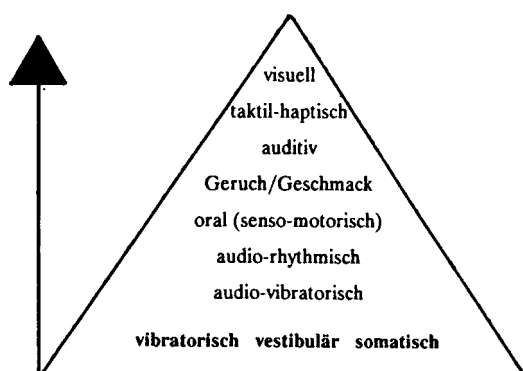 visuell
taktil-haptisch
auditiv
Geruch/Geschmack
oral (senso-motorisch)
audio-rhythmisch
audio-vibratorisch
vibratorisch vestibulär somatisch